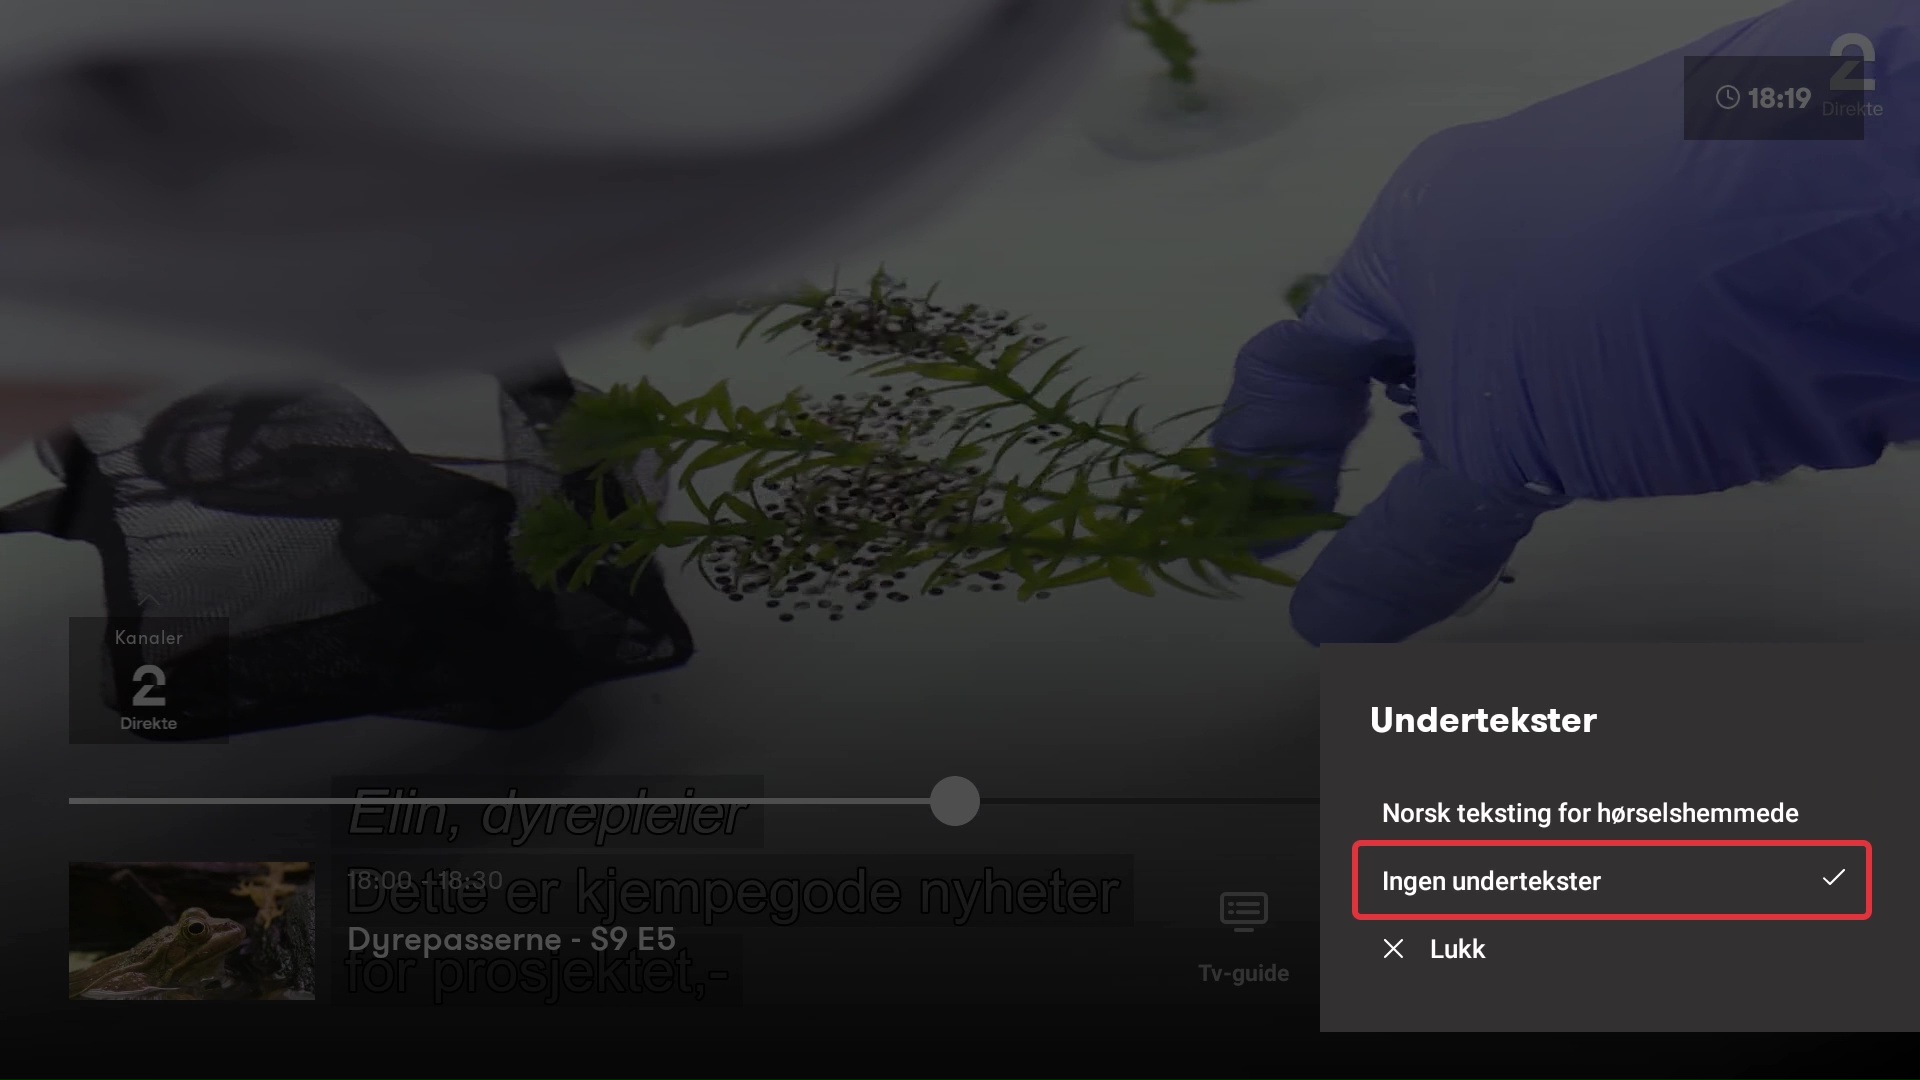 2
18:19
Direkte
Kanaler
2
Direkte
Elin, dyrepleier
18:00 - 18:30
Dette er kjempegode nyheter
Dyrepasserne - S9 E5
for prosjektet,-
Tv-guide
Undertekster
Norsk teksting for hørselshemmede
Ingen undertekster
Lukk